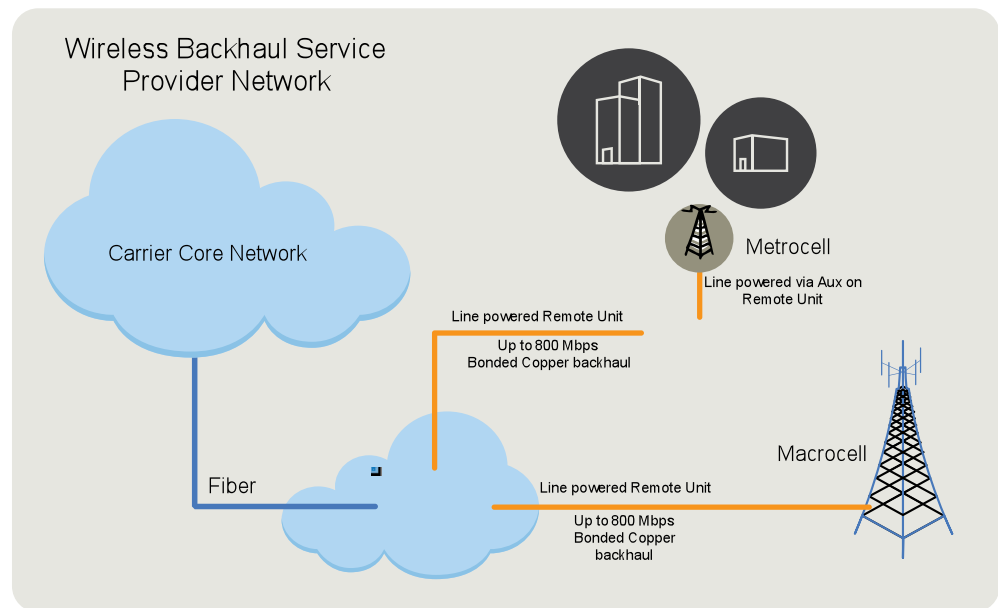 Wireless Backhaul Service
Provider Network
Carrier Core Network
Metrocell
Line powered via Aux on
Remote Unit
Line powered Remote Unit
Up to 800 Mbps
Bonded Copper backhaul
Macrocell
Fiber
Line powered Remote Unit
Up to 800 Mbps
Bonded Copper
backhaul